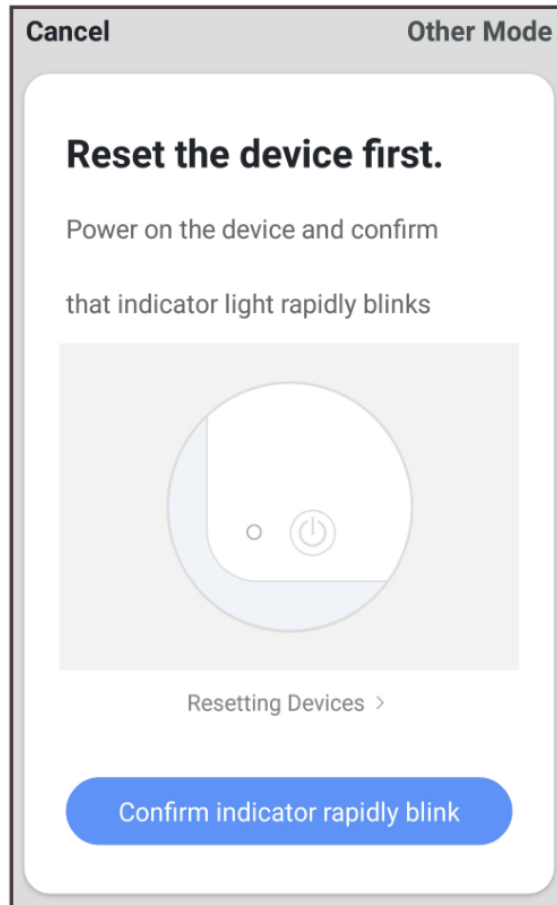 Cancel
Other Mode
Reset the device first.
Power on the device and confirm
that indicator light rapidly blinks
Resetting Devices >
Confirm indicator rapidly blink